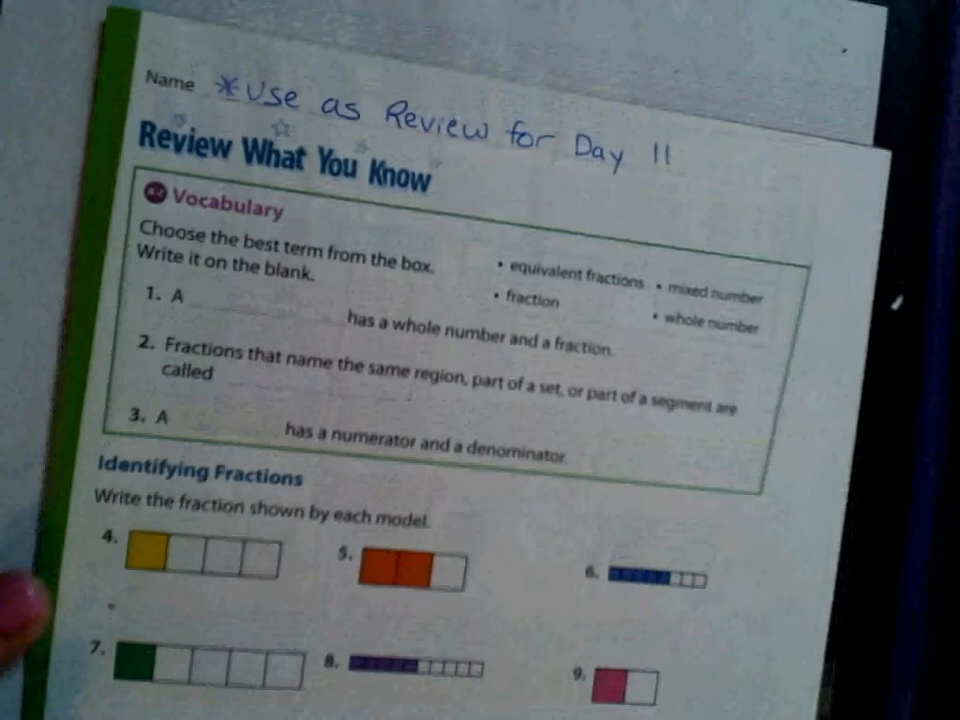 Name *Use as Review for Day 11
Review What You Know
A-Z Vocabulary
Choose the best term from the box.
Write it on the blank.
• equivalent fractions • mixed number
• fraction • whole number
1. A has a whole number and a fraction.
2. Fractions that name the same region, part of a set, or part of a segment are
called
3. A has a numerator and a denominator.
Identifying Fractions
Write the fraction shown by each model.
4. 5. 6.
7. 8. 9.